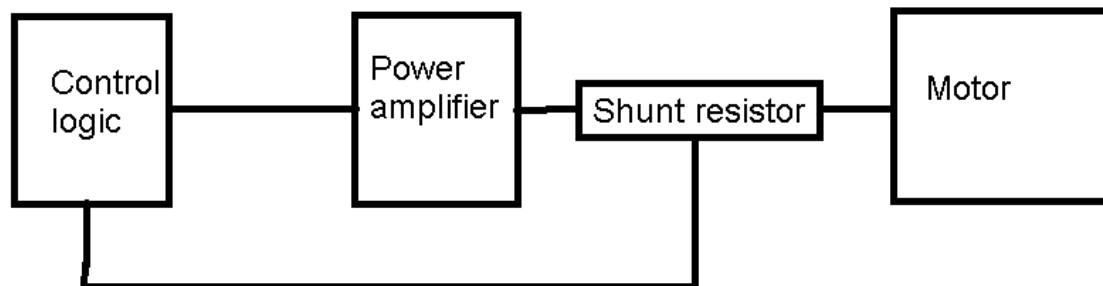 Control
logic
Power
amplifier
Shunt resistor
Motor